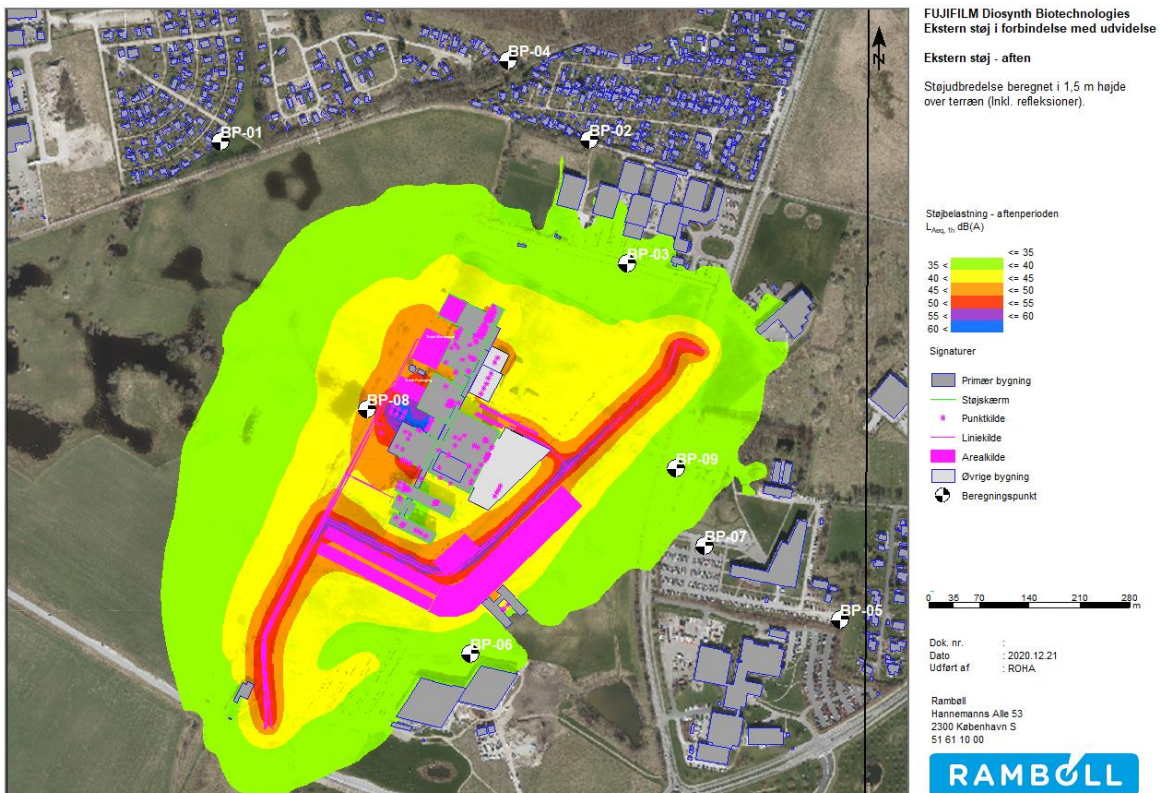 FUJIFILM Diosynth Biotechnologies
Ekstern støj i forbindelse med udvidelse
Ekstern støj - aften
Støjudbredelse beregnet i 1,5 m højde
over terræn (Inkl. refleksioner).
Støjbelastning - aftenperioden
LAeq, 1h dB(A)
<= 35
35 < <= 40
40 < <= 45
45 < <= 50
50 < <= 55
55 < <= 60
60 <
Signaturer
Primær bygning
Støjskærm
Punktkilde
Liniekilde
Arealkilde
Øvrige bygning
Beregningspunkt
0 35 70 140 210 280
m
Dok. nr. :
Dato : 2020.12.21
Udført af : ROHA
Rambøll
Hannemanns Alle 53
2300 København S
51 61 10 00
RAMBOLL
N
BP-04
BP-01
BP-02
BP-03
BP-08
BP-09
BP-07
BP-05
BP-06